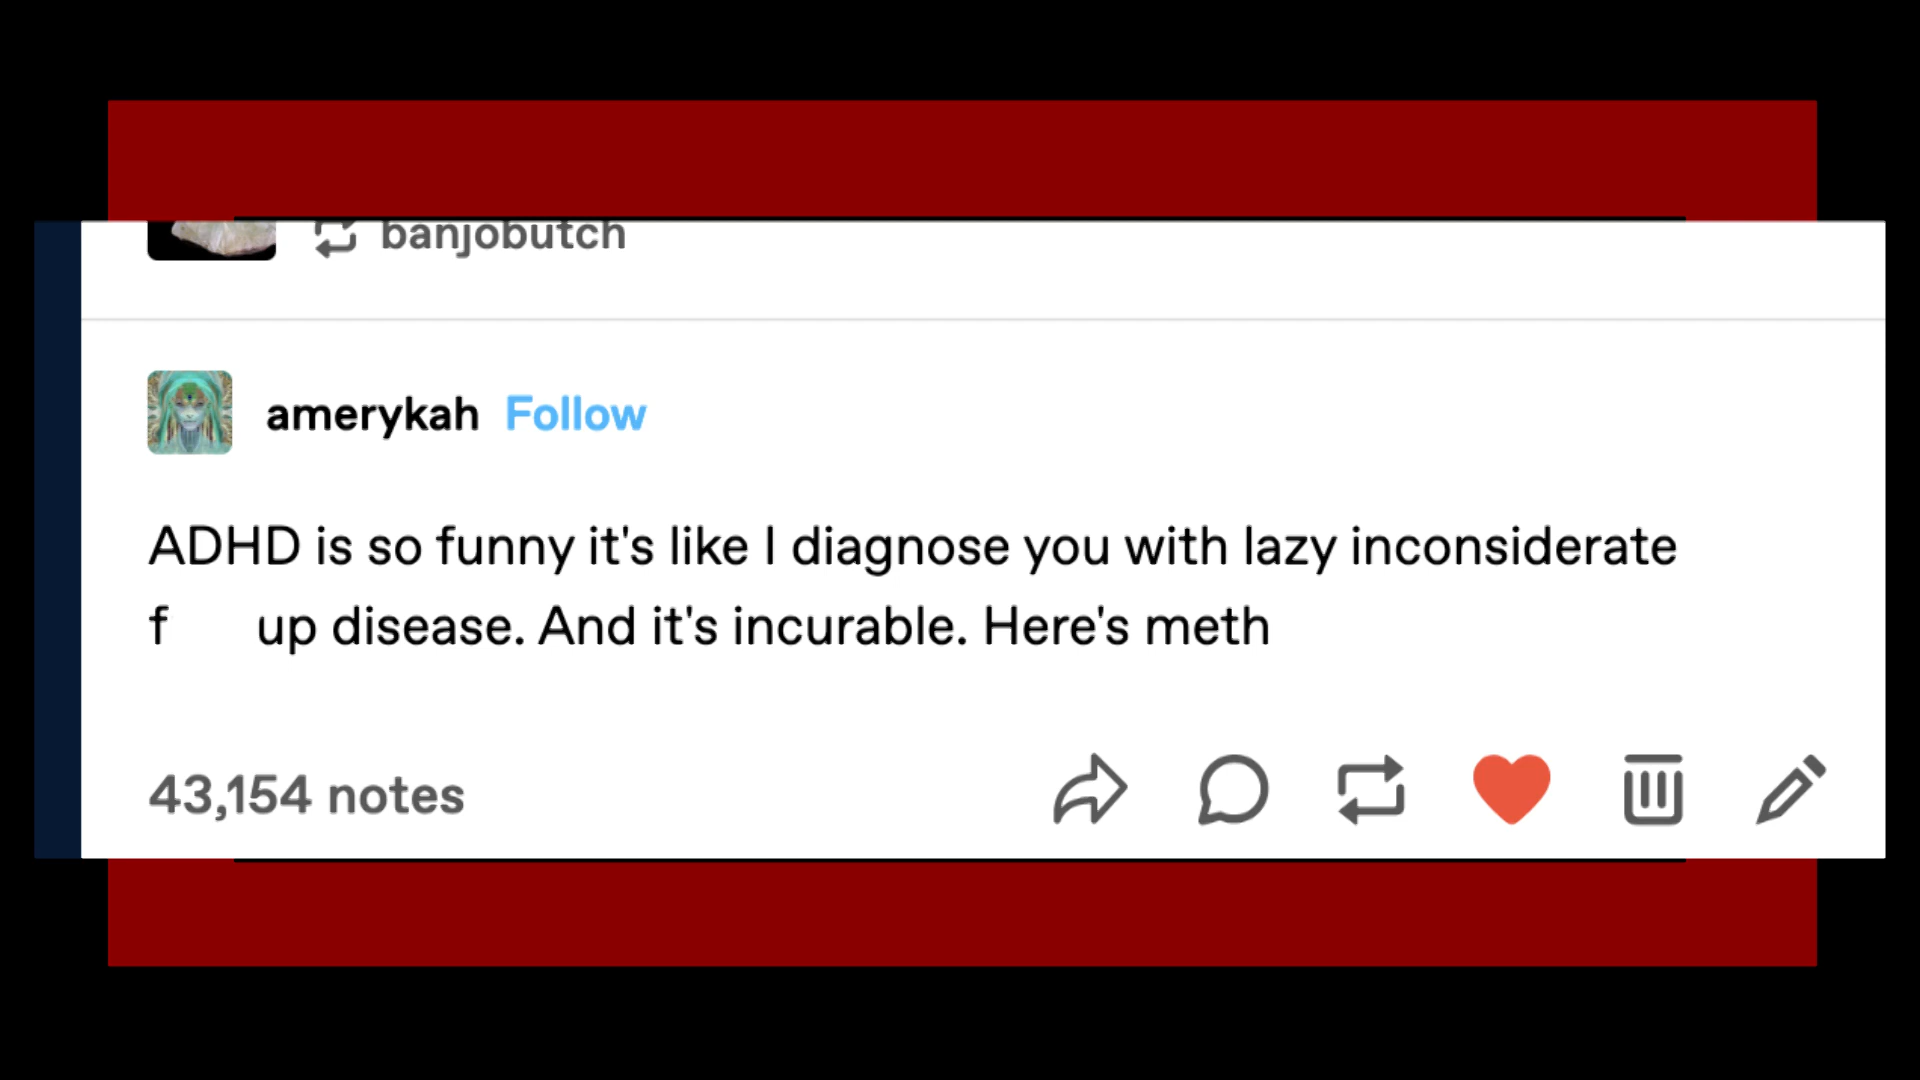 banjobutch
amerykah Follow
ADHD is so funny it's like I diagnose you with lazy inconsiderate
f up disease. And it's incurable. Here's meth
43,154 notes